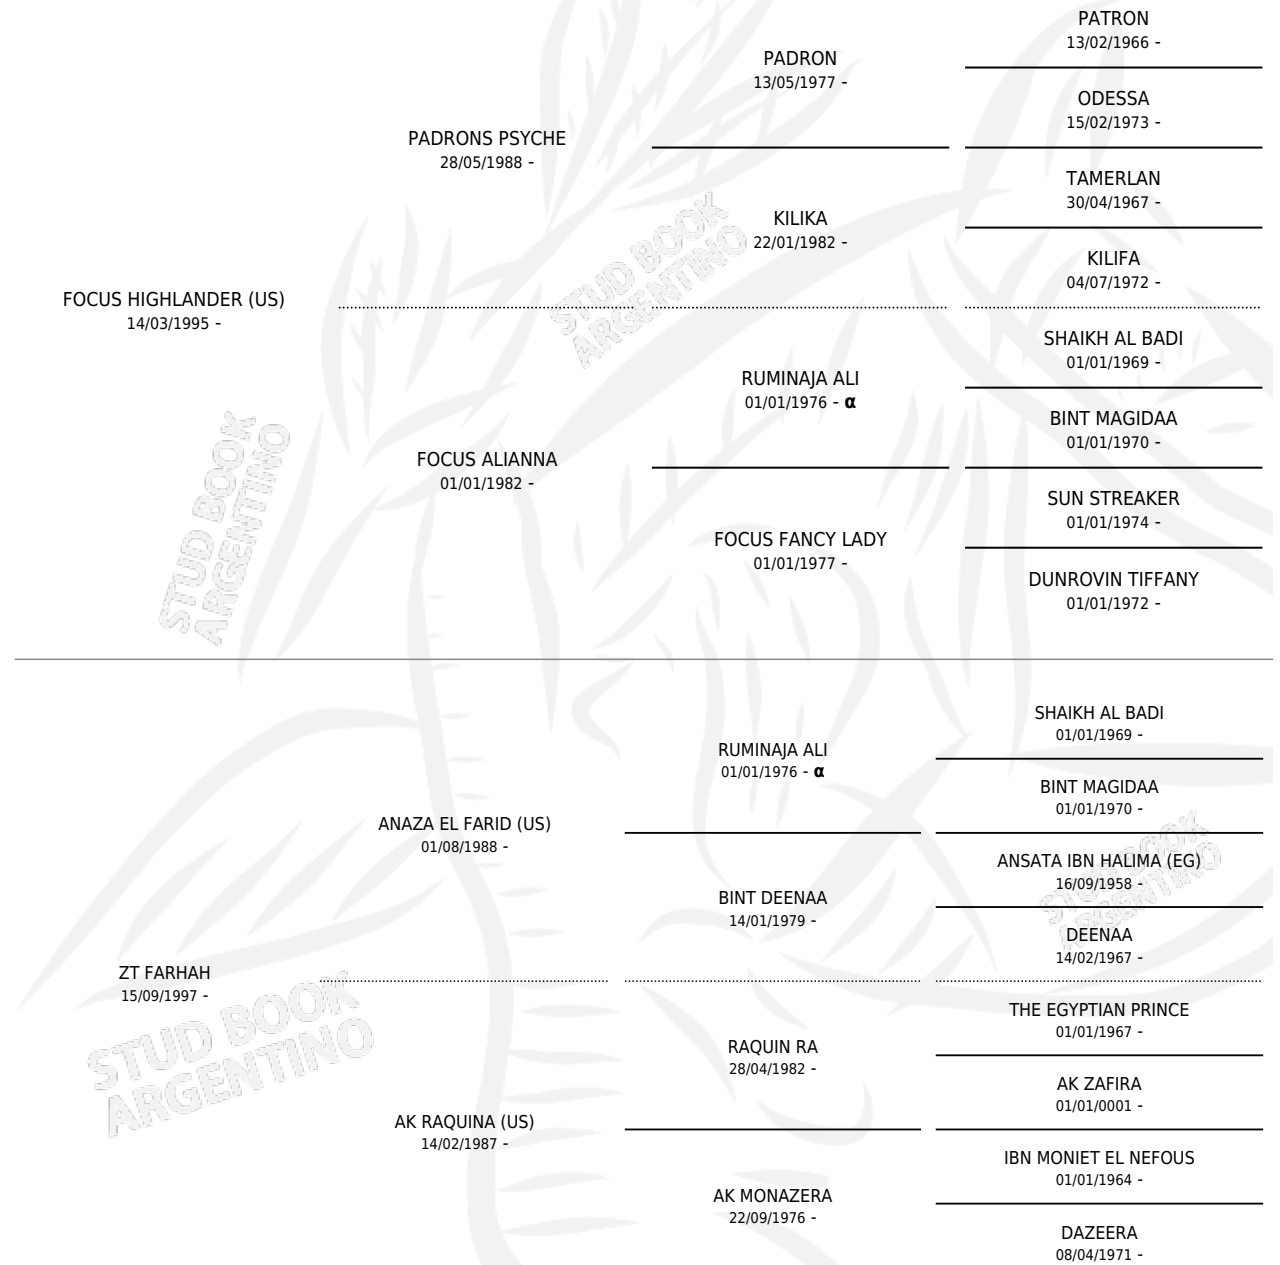 PATRON
13/02/1966 -
PADRON
13/05/1977 -
ODESSA
15/02/1973 -
PADRONS PSYCHE
28/05/1988 -
TAMERLAN
30/04/1967 -
KILIKA
22/01/1982 -
KILIFA
04/07/1972 -
FOCUS HIGHLANDER (US)
14/03/1995 -
SHAIKH AL BADI
01/01/1969 -
RUMINAJA ALI
01/01/1976 - α
BINT MAGIDAA
01/01/1970 -
FOCUS ALIANNA
01/01/1982 -
SUN STREAKER
01/01/1974 -
FOCUS FANCY LADY
01/01/1977 -
DUNROVIN TIFFANY
01/01/1972 -
STUD BOOK
ARGENTINO
STUD BOOK
ARGENTINO
SHAIKH AL BADI
01/01/1969 -
RUMINAJA ALI
01/01/1976 - α
BINT MAGIDAA
01/01/1970 -
ANAZA EL FARID (US)
01/08/1988 -
ANSATA IBN HALIMA (EG)
16/09/1958 -
BINT DEENAA
14/01/1979 -
DEENAA
14/02/1967 -
ZT FARHAH
15/09/1997 -
THE EGYPTIAN PRINCE
01/01/1967 -
RAQUIN RA
28/04/1982 -
AK ZAFIRA
01/01/0001 -
AK RAQUINA (US)
14/02/1987 -
IBN MONIET EL NEFOUS
01/01/1964 -
AK MONAZERA
22/09/1976 -
DAZEERA
08/04/1971 -
STUD BOOK
ARGENTINO
STUD BOOK
ARGENTINO